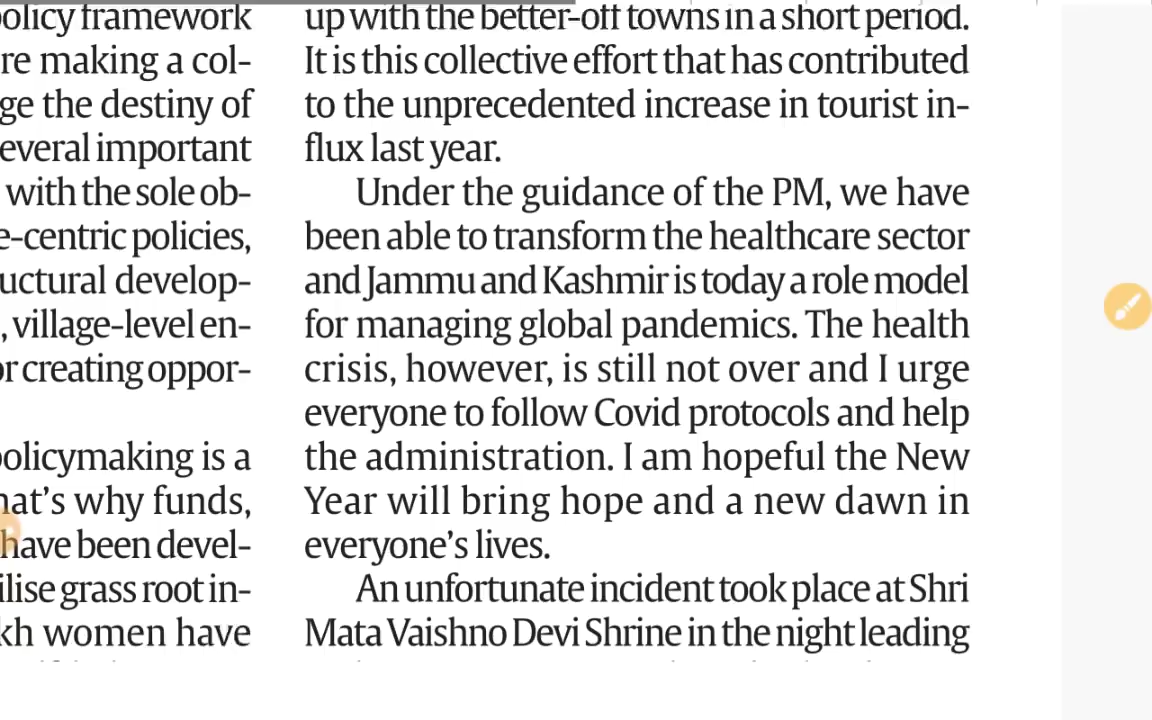 policy framework
re making a col-
ge the destiny of
everal important
with the sole ob-
e-centric policies,
uctural develop-
, village-level en-
or creating oppor-
policymaking is a
hat's why funds,
have been devel-
ilise grass root in-
kh women have
up with the better-off towns in a short period.
It is this collective effort that has contributed
to the unprecedented increase in tourist in-
flux last year.
Under the guidance of the PM, we have
been able to transform the healthcare sector
and Jammu and Kashmir is today a role model
for managing global pandemics. The health
crisis, however, is still not over and I urge
everyone to follow Covid protocols and help
the administration. I am hopeful the New
Year will bring hope and a new dawn in
everyone's lives.
An unfortunate incident took place at Shri
Mata Vaishno Devi Shrine in the night leading